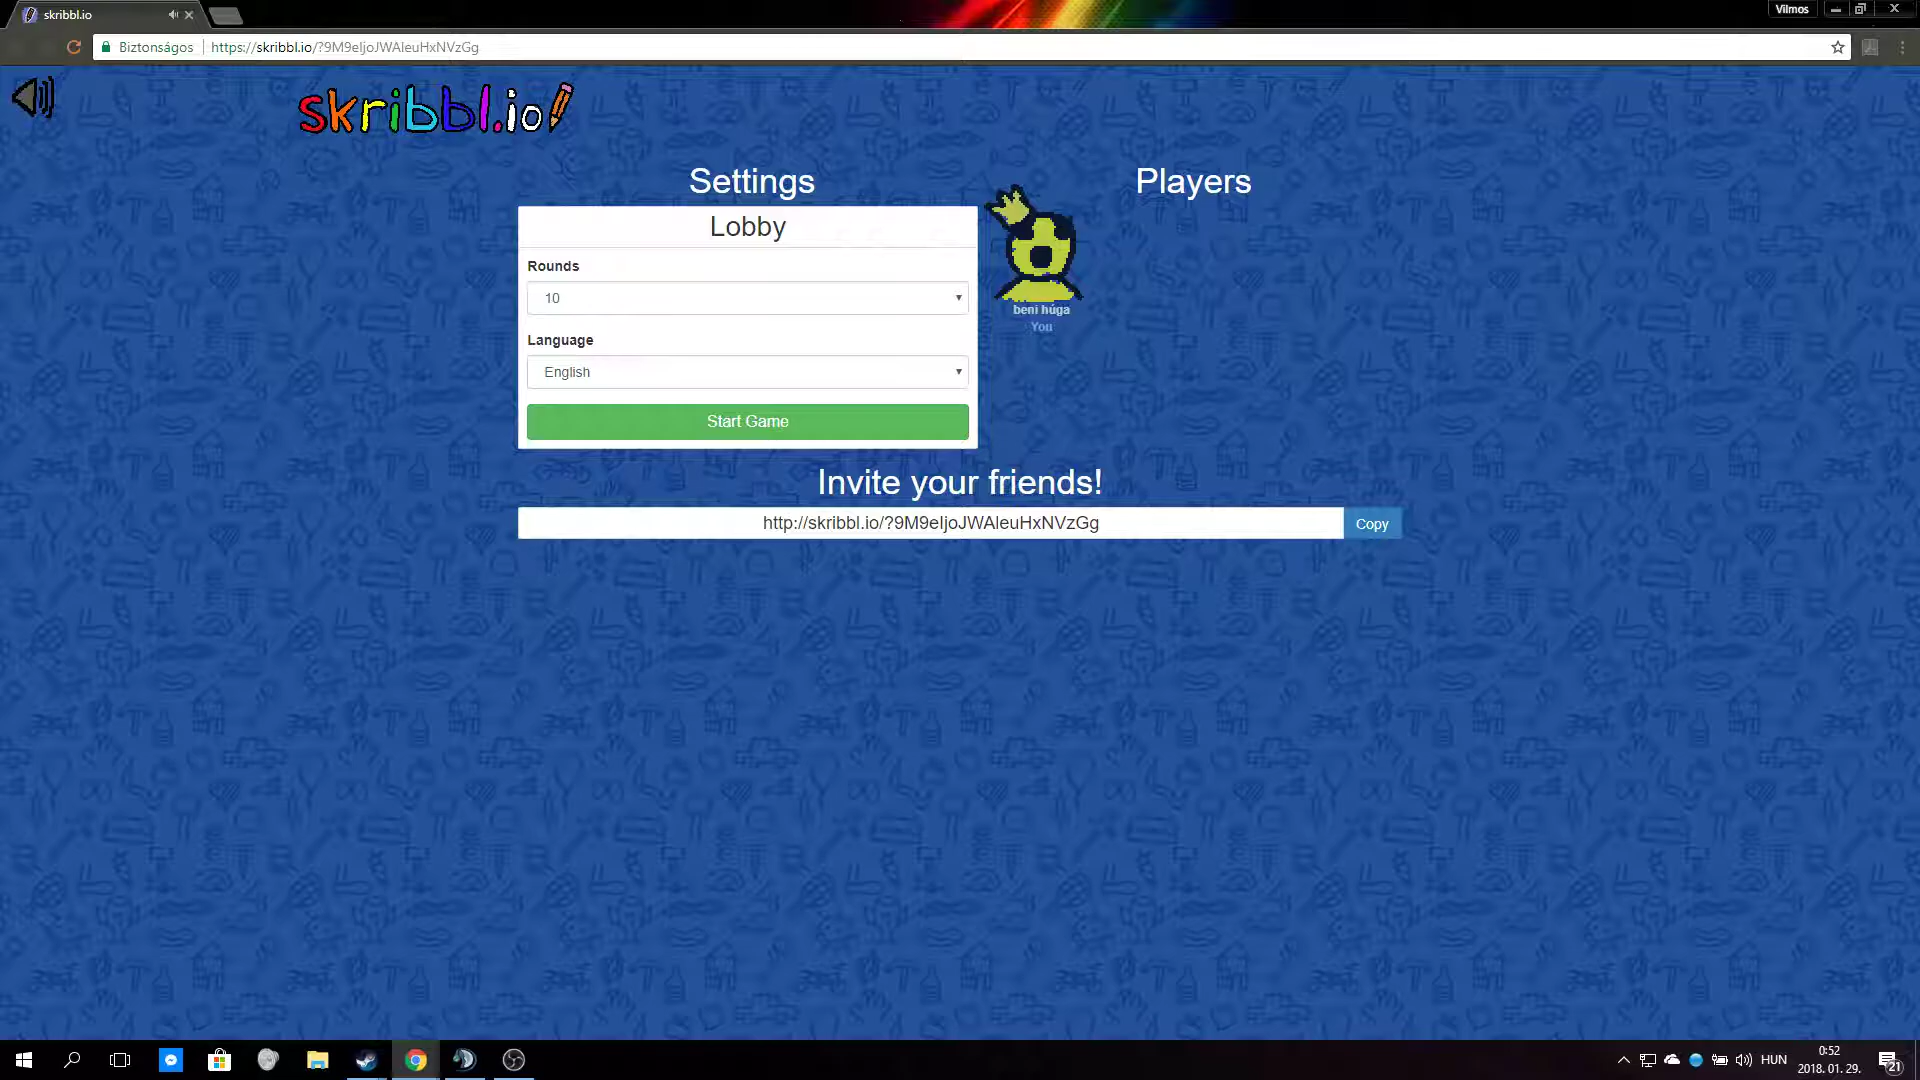 skribbl.io
Vilmos
Biztonságos
https://skribbl.io/?9M9eIjoJWAleuHxNVzGg
skribbl.io
Settings
Players
Lobby
Rounds
10
Language
English
Start Game
beni húga
You
Invite your friends!
http://skribbl.io/?9M9eIjoJWAleuHxNVzGg
Copy
HUN
0:52
2018. 01. 29.
21